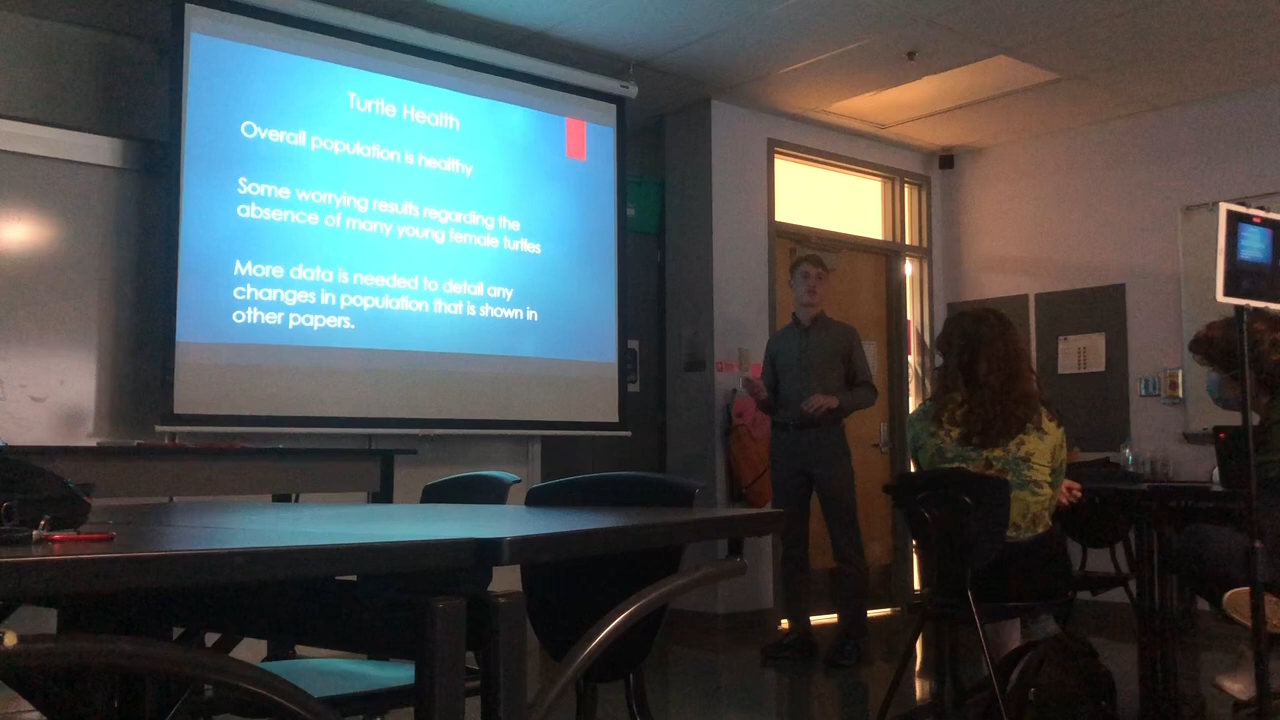 Turtle Health
Overall population is healthy
Some worrying results regarding the
absence of many young female turtles
More data is needed to detail any
changes in population that is shown in
other papers.